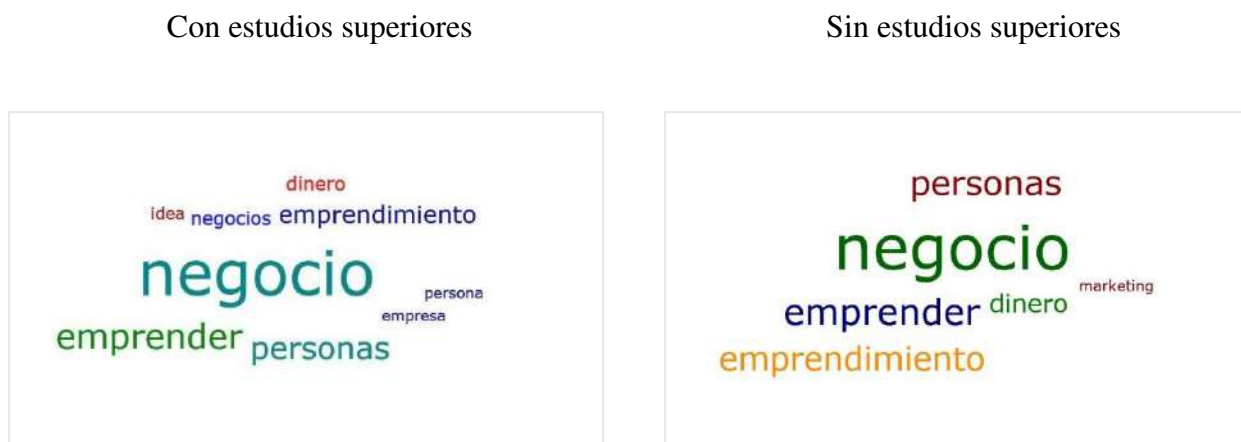 Con estudios superiores
Sin estudios superiores
dinero
idea negocios emprendimiento
negocio
persona
empresa
emprender personas
personas
negocio
marketing
emprender dinero
emprendimiento